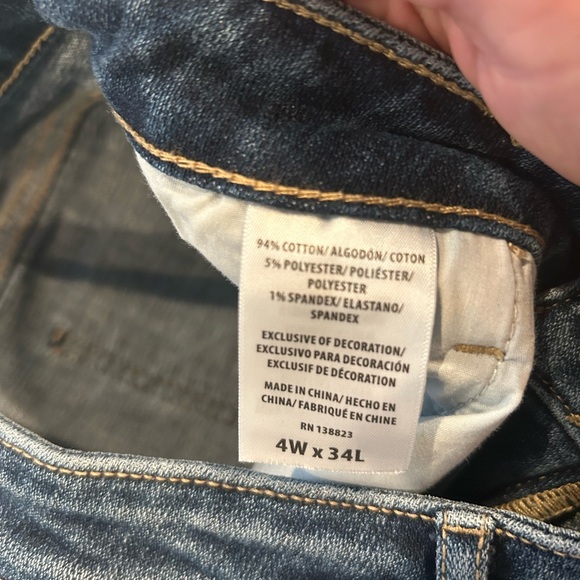 94% COTTON/ ALGODÓN/ COTON
5% POLYESTER/ POLIÉSTER/
POLYESTER
1% SPANDEX/ ELASTANO/
SPANDEX
EXCLUSIVE OF DECORATION/
EXCLUSIVO PARA DECORACIÓN
EXCLUSIF DE DÉCORATION
MADE IN CHINA/ HECHO EN
CHINA/ FABRIQUÉ EN CHINE
RN 138823
4W x 34L